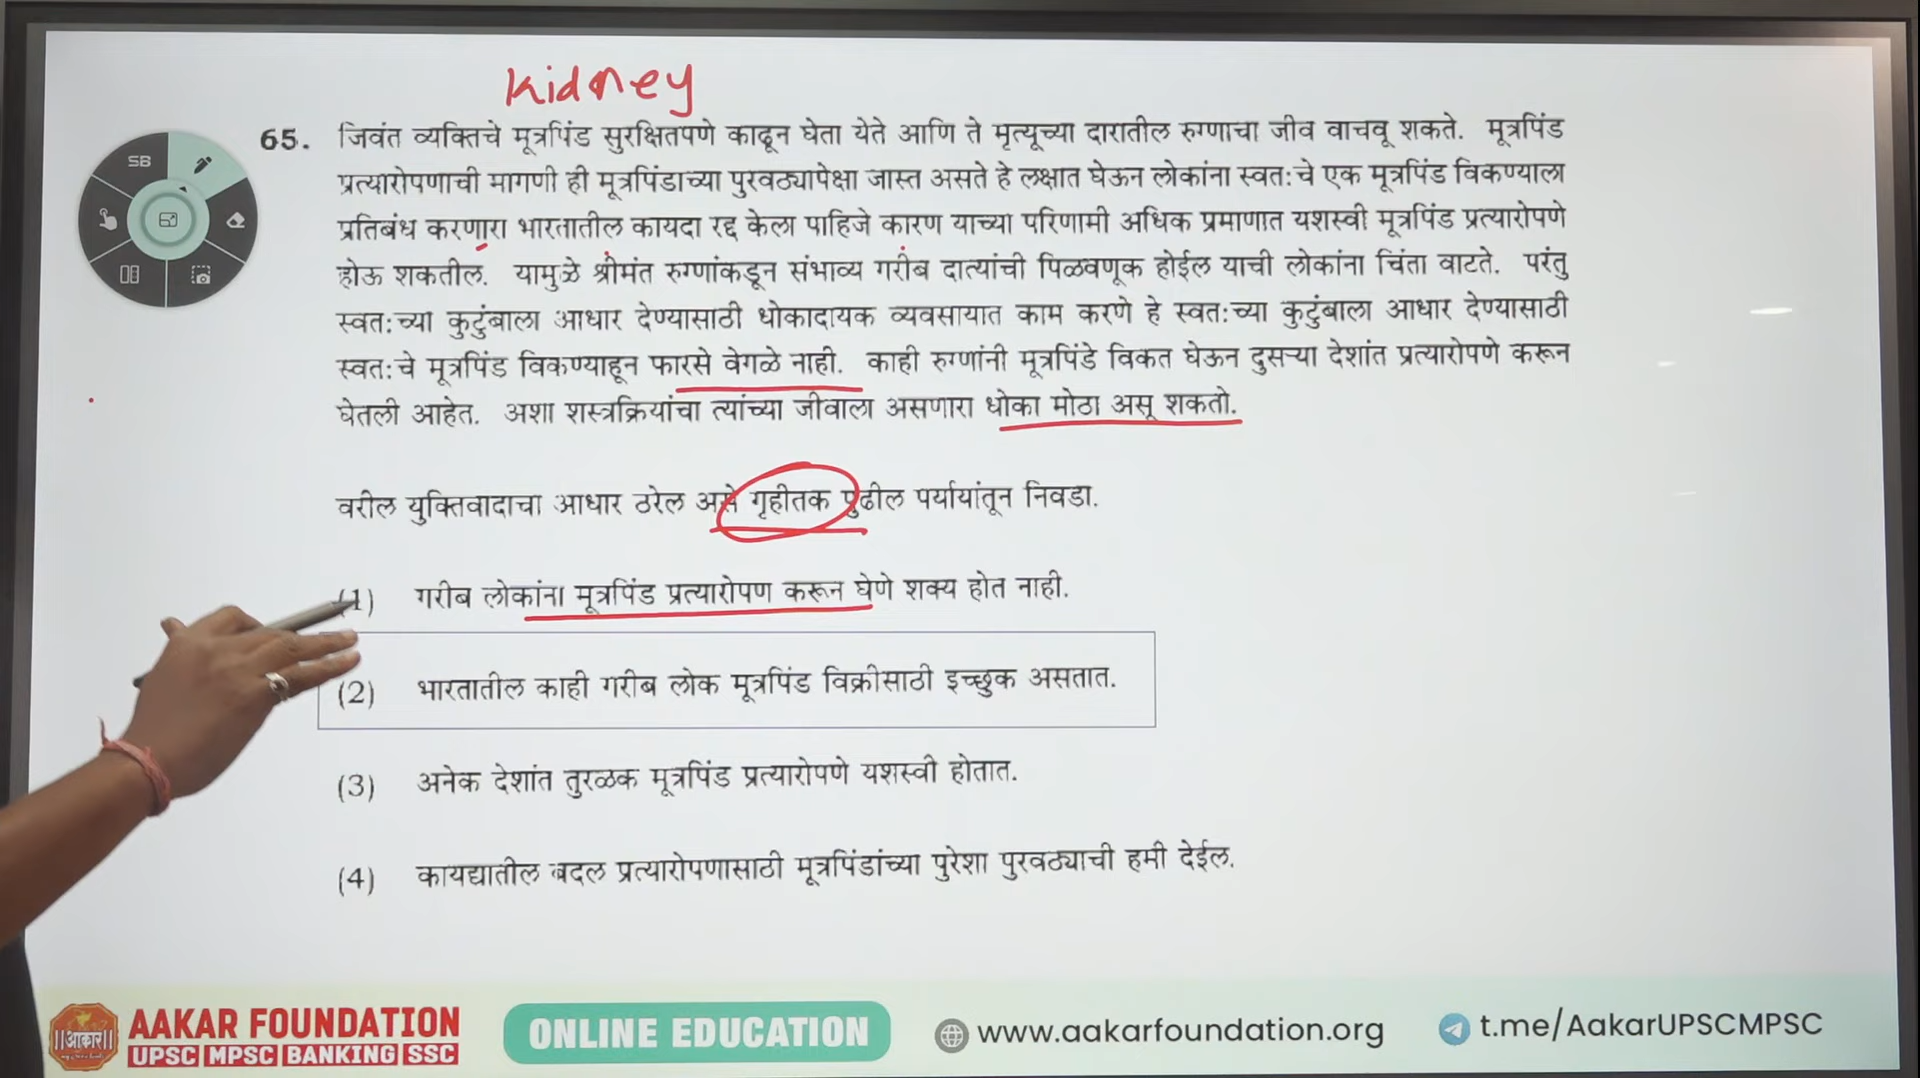 Kidney
SB
65. जिवंत व्यक्तिचे मूत्रपिंड सुरक्षितपणे काढून घेता येते आणि ते मृत्यूच्या दारातील रुग्णाचा जीव वाचवू शकते. मूत्रपिंड
प्रत्यारोपणाची मागणी ही मूत्रपिंडाच्या पुरवठ्यापेक्षा जास्त असते हे लक्षात घेऊन लोकांना स्वतःचे एक मूत्रपिंड विकण्याला
प्रतिबंध करणारा भारतातील कायदा रद्द केला पाहिजे कारण याच्या परिणामी अधिक प्रमाणात यशस्वी मूत्रपिंड प्रत्यारोपणे
होऊ शकतील. यामुळे श्रीमंत रुग्णांकडून संभाव्य गरीब दात्यांची पिळवणूक होईल याची लोकांना चिंता वाटते. परंतु
स्वतःच्या कुटुंबाला आधार देण्यासाठी धोकादायक व्यवसायात काम करणे हे स्वतःच्या कुटुंबाला आधार देण्यासाठी
स्वतःचे मूत्रपिंड विकण्याहून फारसे वेगळे नाही. काही रुग्णांनी मूत्रपिंडे विकत घेऊन दुसऱ्या देशांत प्रत्यारोपणे करून
घेतली आहेत. अशा शस्त्रक्रियांचा त्यांच्या जीवाला असणारा धोका मोठा असू शकतो.
वरील युक्तिवादाचा आधार ठरेल असे गृहीतक पुढील पर्यायांतून निवडा.
(1) गरीब लोकांना मूत्रपिंड प्रत्यारोपण करून घेणे शक्य होत नाही.
(2) भारतातील काही गरीब लोक मूत्रपिंड विक्रीसाठी इच्छुक असतात.
(3) अनेक देशांत तुरळक मूत्रपिंड प्रत्यारोपणे यशस्वी होतात.
(4) कायद्यातील बदल प्रत्यारोपणासाठी मूत्रपिंडांच्या पुरेशा पुरवठ्याची हमी देईल.
॥आकार॥ AAKAR FOUNDATION
UPSC MPSC BANKING SSC
ONLINE EDUCATION
www.aakarfoundation.org
t.me/AakarUPSCMPSC